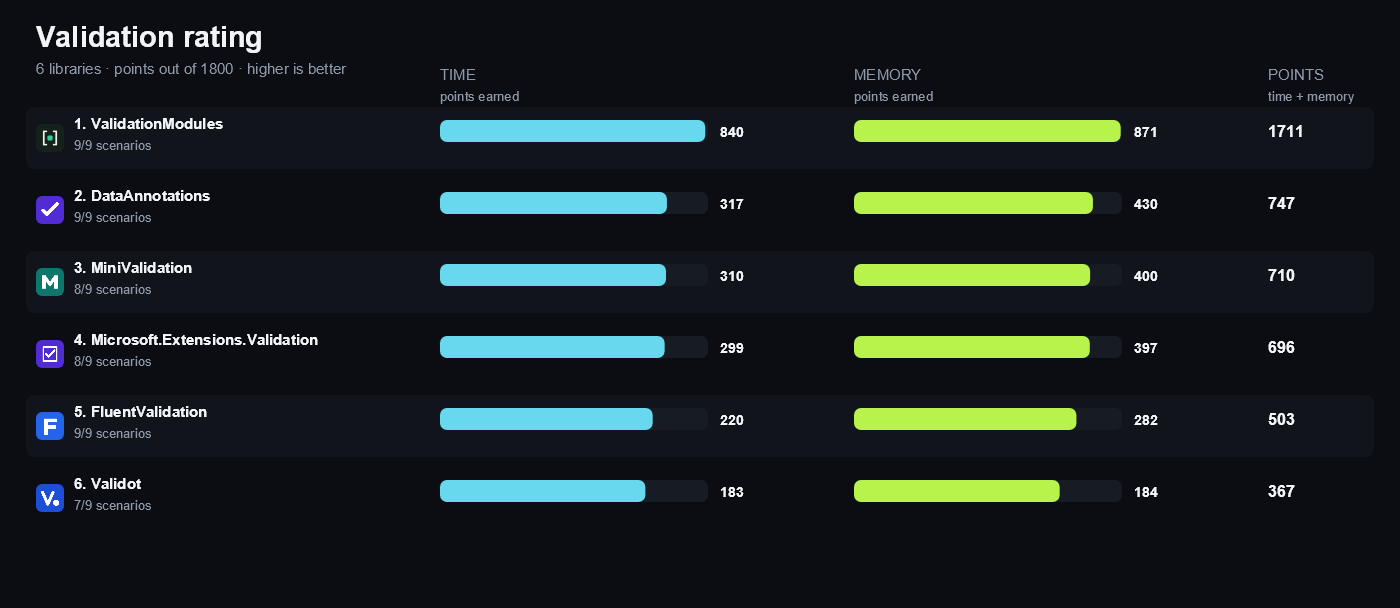 Validation rating
6 libraries · points out of 1800 · higher is better
TIME
points earned
MEMORY
points earned
POINTS
time + memory
1. ValidationModules
9/9 scenarios
840
871
1711
2. DataAnnotations
9/9 scenarios
317
430
747
M
3. MiniValidation
8/9 scenarios
310
400
710
4. Microsoft.Extensions.Validation
8/9 scenarios
299
397
696
F
5. FluentValidation
9/9 scenarios
220
282
503
V.
6. Validot
7/9 scenarios
183
184
367